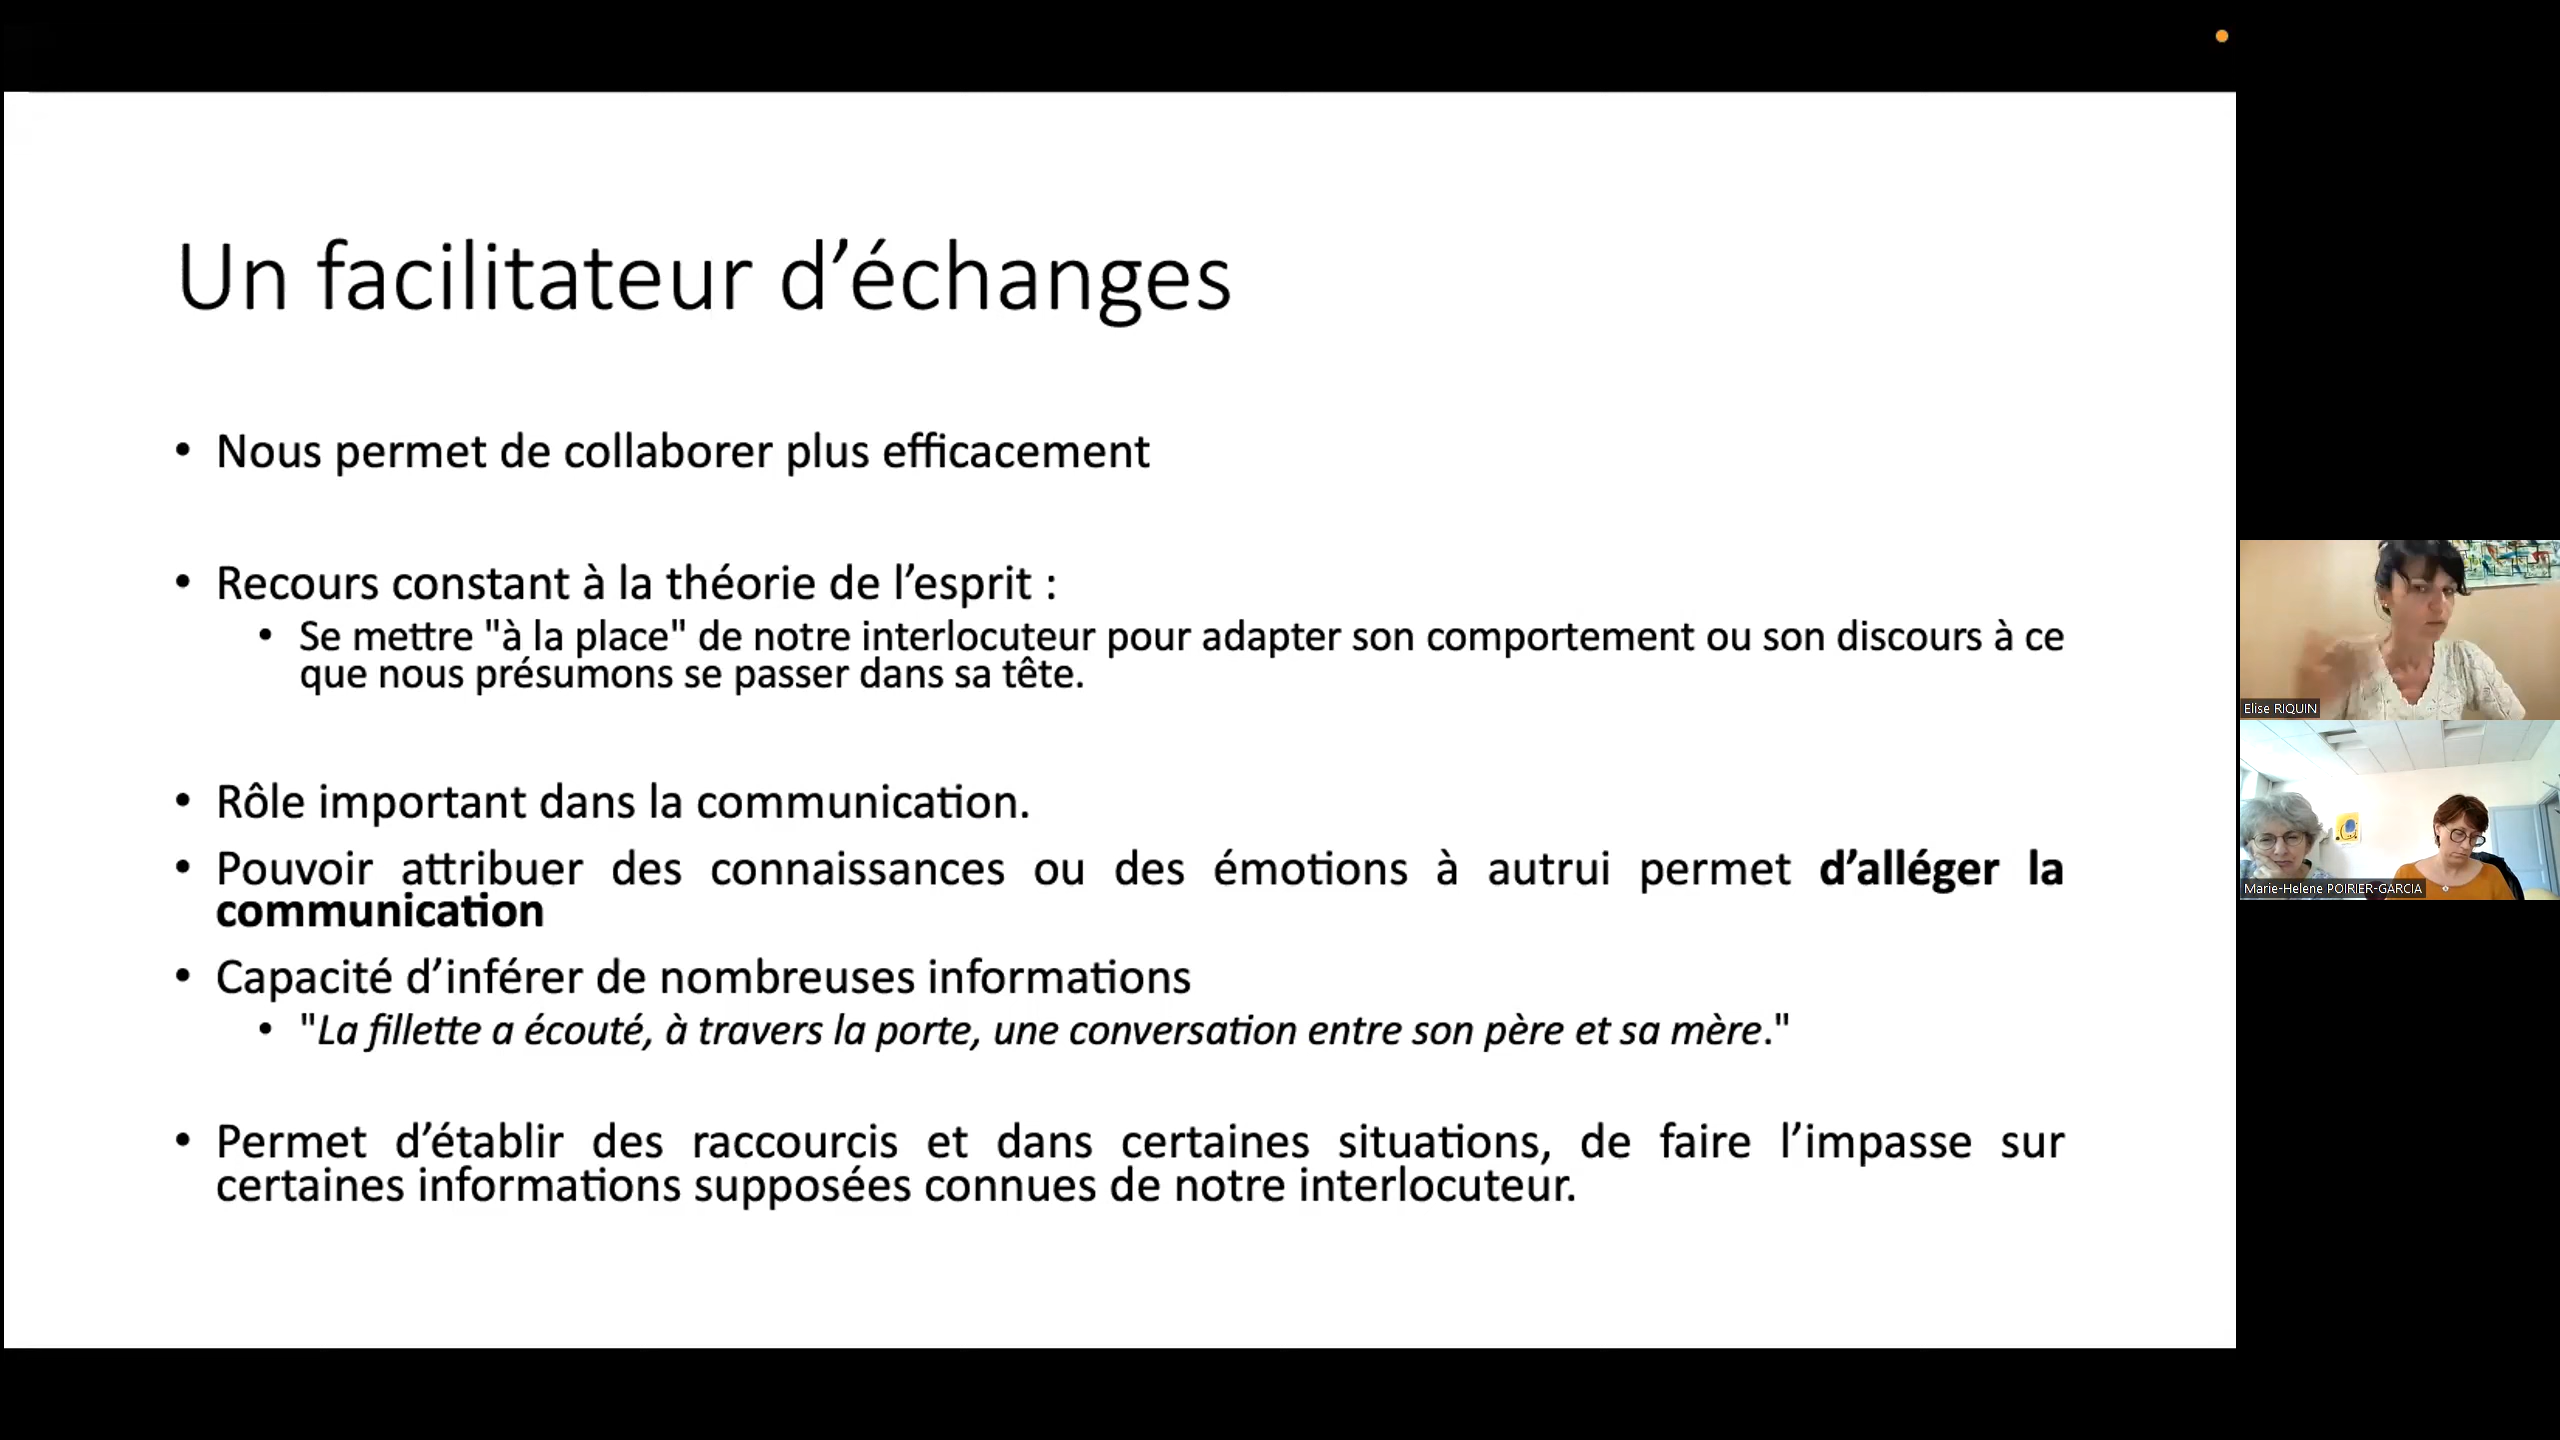 Un facilitateur d’échanges
• Nous permet de collaborer plus efficacement
• Recours constant à la théorie de l’esprit :
• Se mettre "à la place" de notre interlocuteur pour adapter son comportement ou son discours à ce
que nous présumons se passer dans sa tête.
• Rôle important dans la communication.
• Pouvoir attribuer des connaissances ou des émotions à autrui permet d’alléger la
communication
• Capacité d’inférer de nombreuses informations
• "La fillette a écouté, à travers la porte, une conversation entre son père et sa mère."
• Permet d’établir des raccourcis et dans certaines situations, de faire l’impasse sur
certaines informations supposées connues de notre interlocuteur.
Elise RIQUIN
Marie-Helene POIRIER-GARCIA